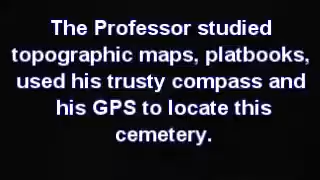 The Professor studied
topographic maps, platbooks,
used his trusty compass and
his GPS to locate this
cemetery.